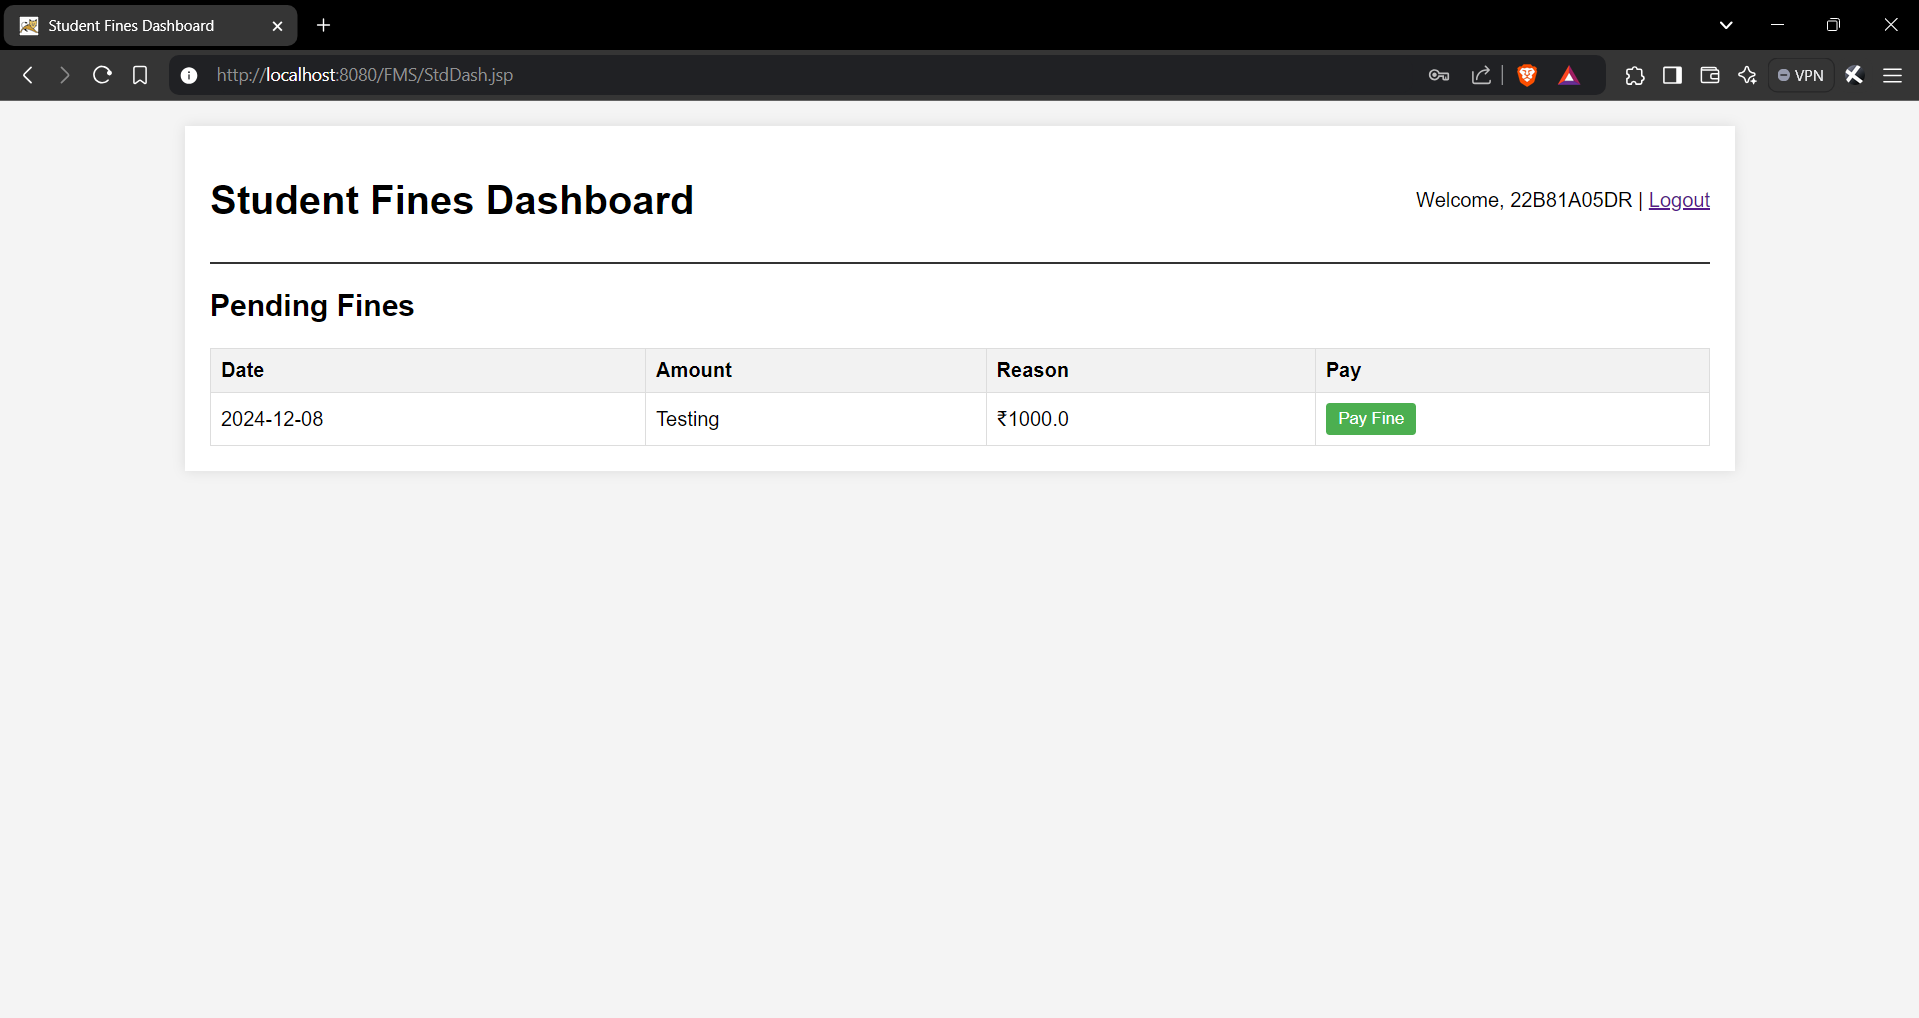 Student Fines Dashboard
http://localhost:8080/FMS/StdDash.jsp
VPN
Student Fines Dashboard
Welcome, 22B81A05DR | Logout
Pending Fines
Date Amount Reason Pay
2024-12-08 Testing ₹1000.0 Pay Fine